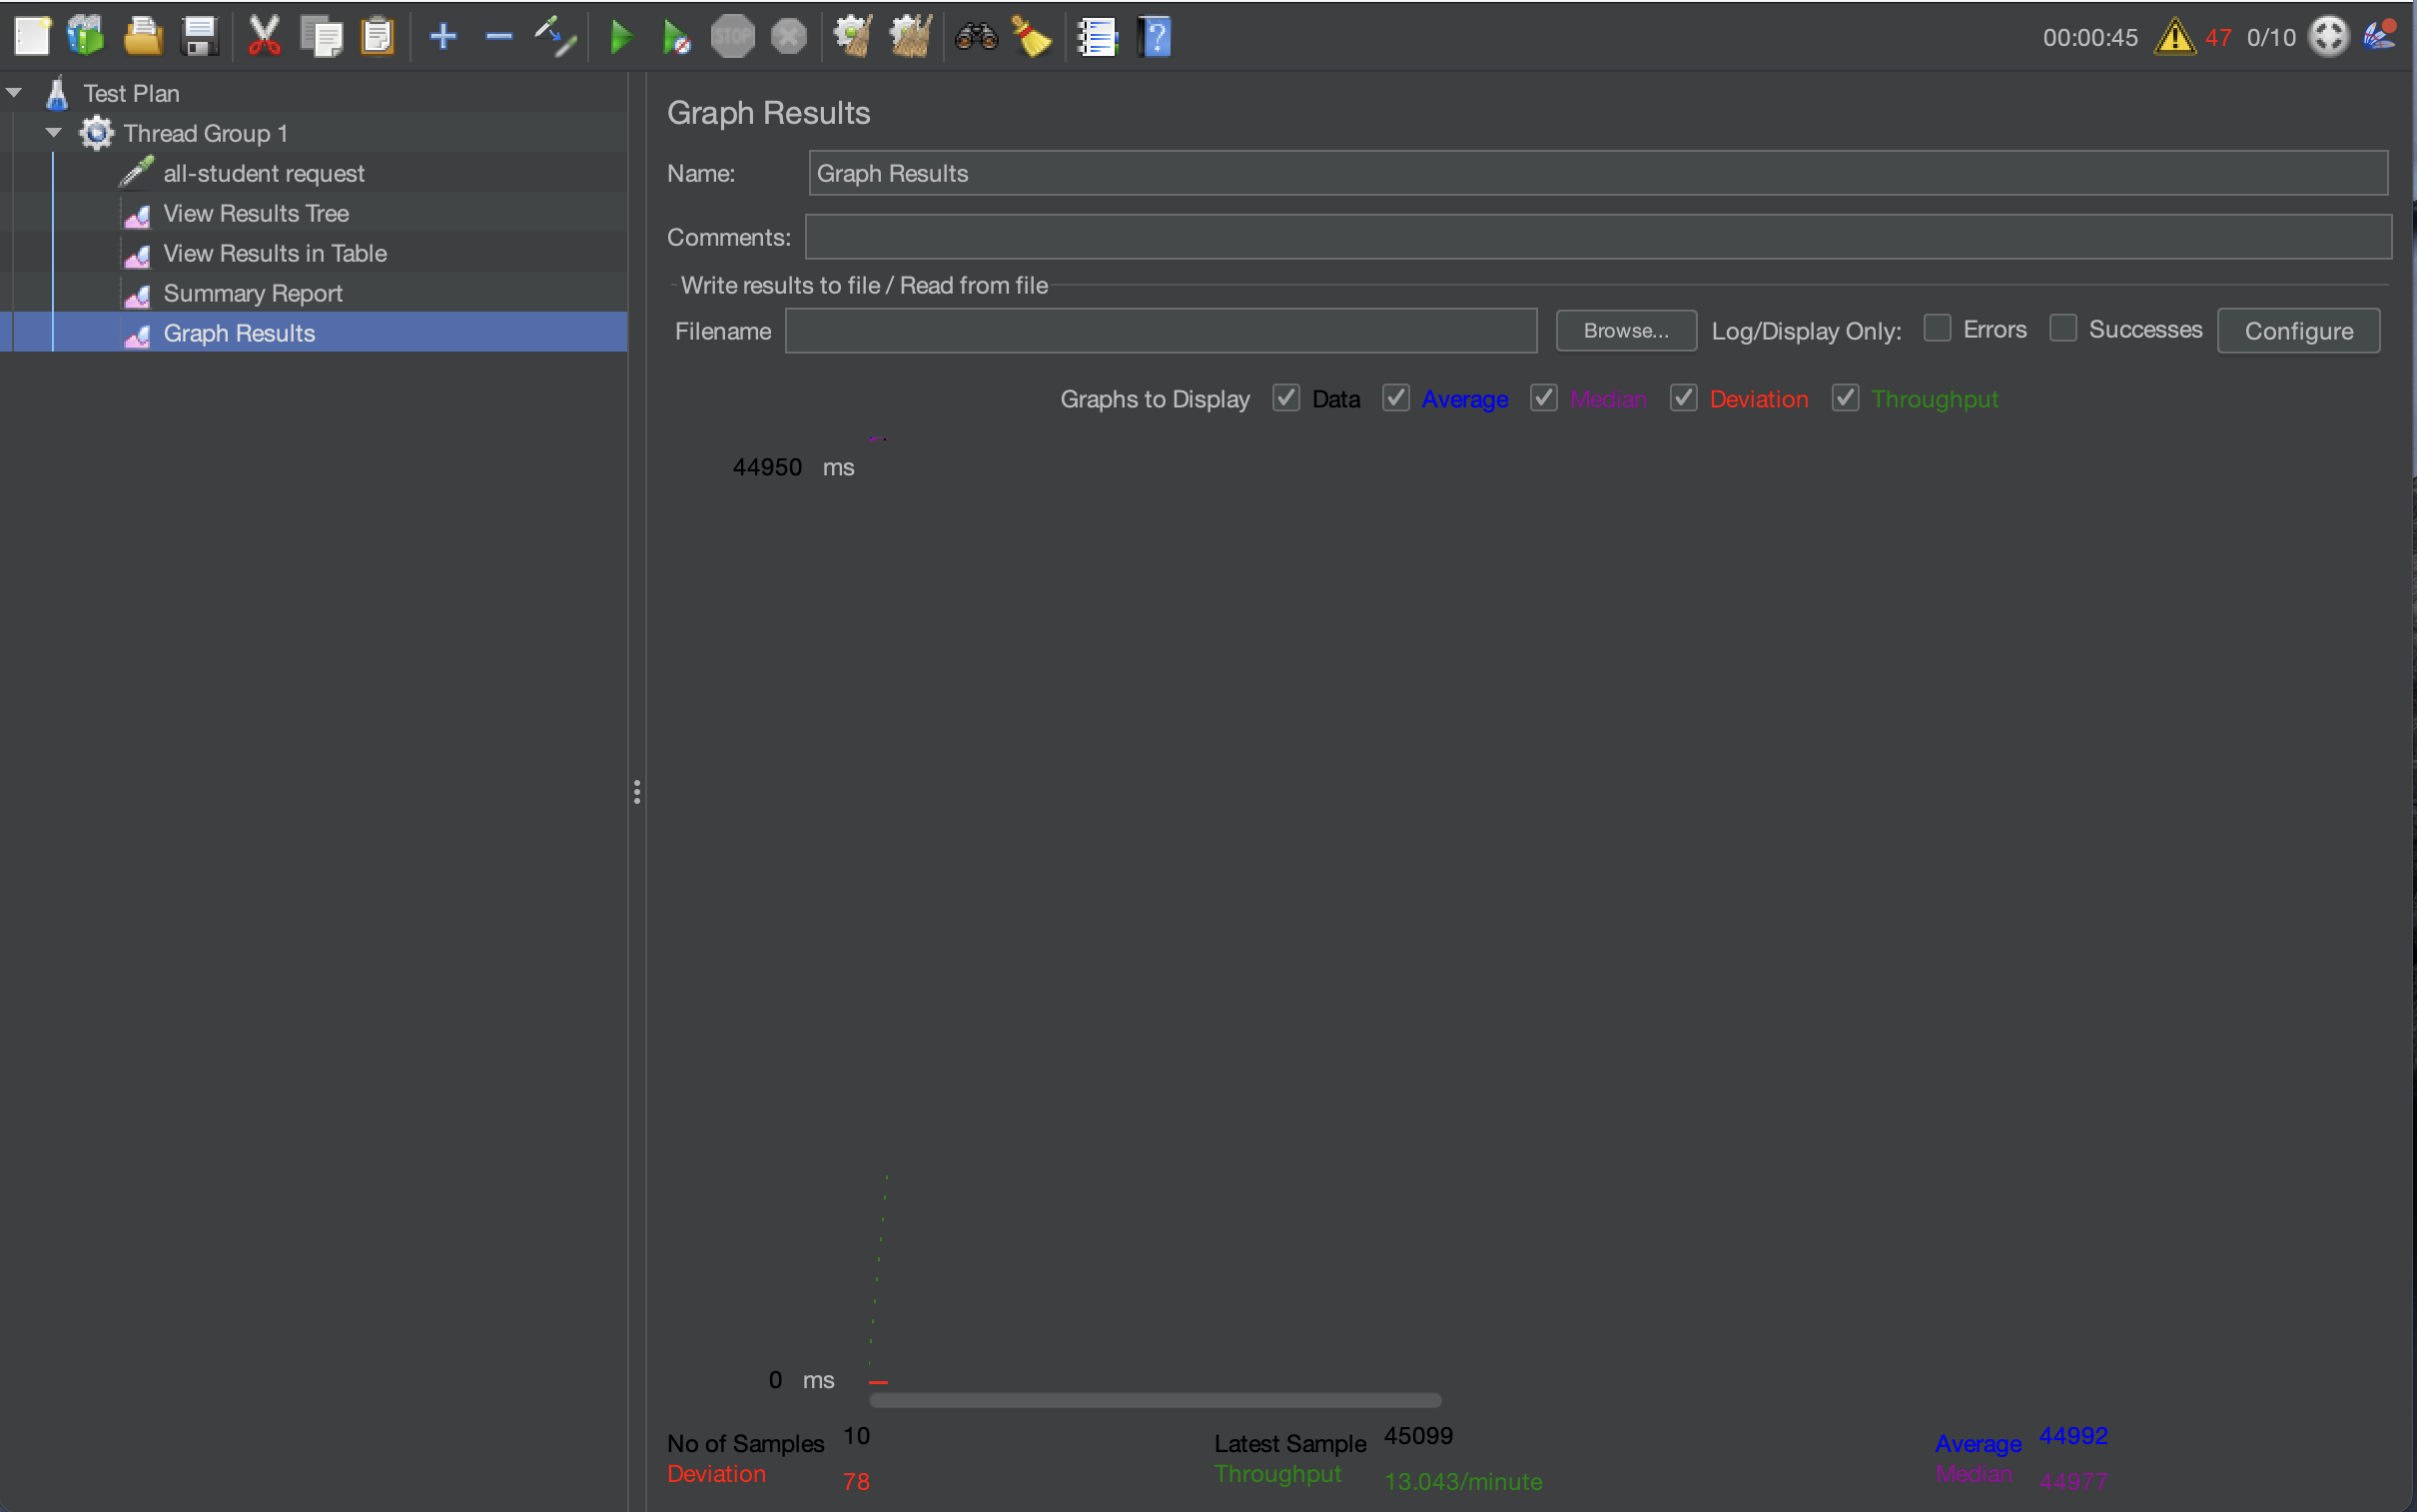 STOP
00:00:45 47 0/10
Test Plan
Thread Group 1
all-student request
View Results Tree
View Results in Table
Summary Report
Graph Results
Graph Results
Name: Graph Results
Comments:
Write results to file / Read from file
Filename Browse... Log/Display Only: Errors Successes Configure
Graphs to Display Data Average Median Deviation Throughput
44950 ms
0 ms
No of Samples 10 Latest Sample 45099 Average 44992
Deviation 78 Throughput 13.043/minute Median 44977